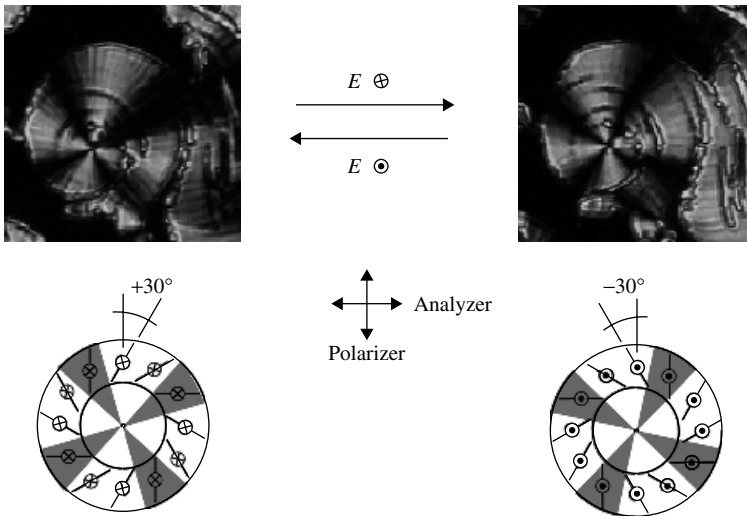 E ⊗
E ⊙
+30°
Analyzer
Polarizer
−30°